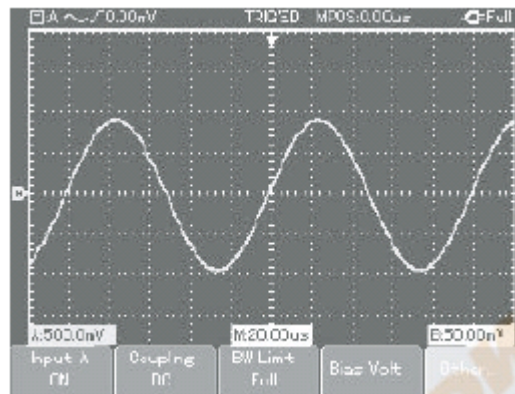 A 0.00mV TRIG'ED MPOS:0.00us Full
A:500.0mV M:20.00us B:50.00mV
Input A Coupling BW Limit Bias Volt Other..
ON DC Full